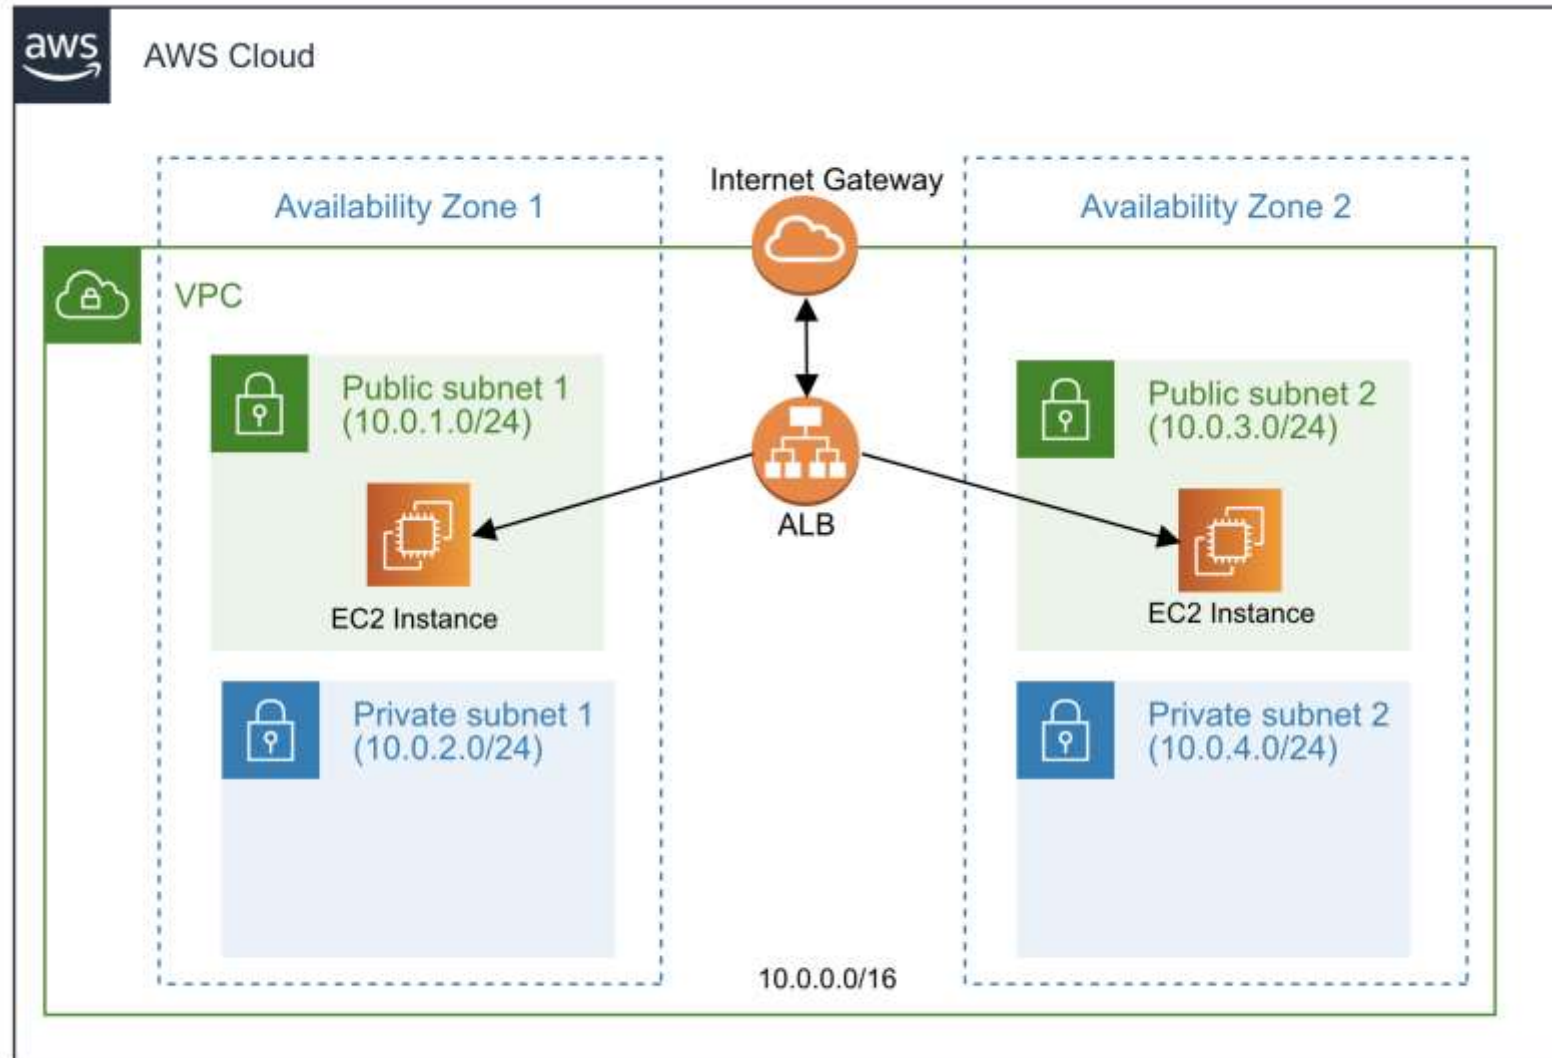 aws
AWS Cloud
Internet Gateway
Availability Zone 1
Availability Zone 2
VPC
Public subnet 1
(10.0.1.0/24)
Public subnet 2
(10.0.3.0/24)
ALB
EC2 Instance
EC2 Instance
Private subnet 1
(10.0.2.0/24)
Private subnet 2
(10.0.4.0/24)
10.0.0.0/16